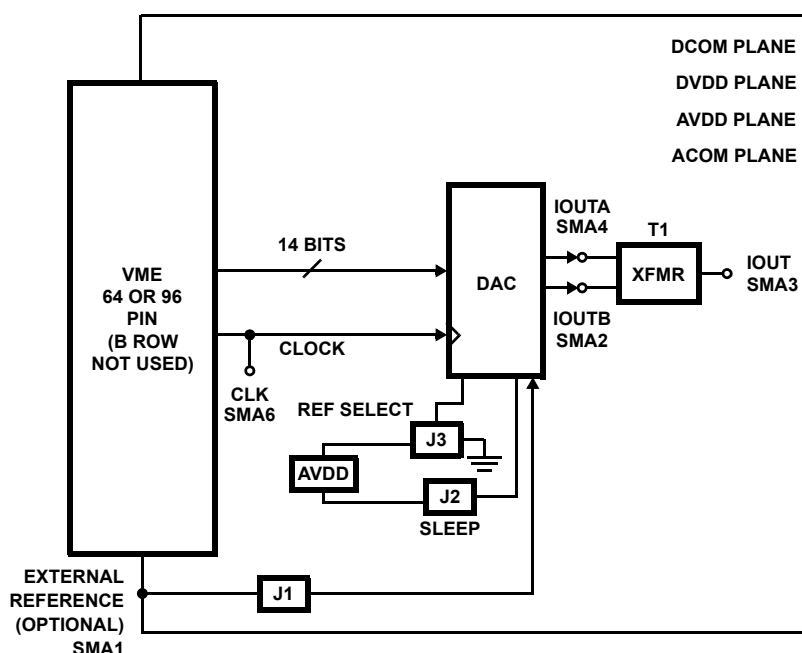 DCOM PLANE
DVDD PLANE
AVDD PLANE
ACOM PLANE
VME
64 OR 96
PIN
(B ROW
NOT USED)
14 BITS
CLOCK
CLK
SMA6
DAC
IOUTA
SMA4
IOUTB
SMA2
T1
XFMR
IOUT
SMA3
REF SELECT
J3
AVDD
J2
SLEEP
J1
EXTERNAL
REFERENCE
(OPTIONAL)
SMA1